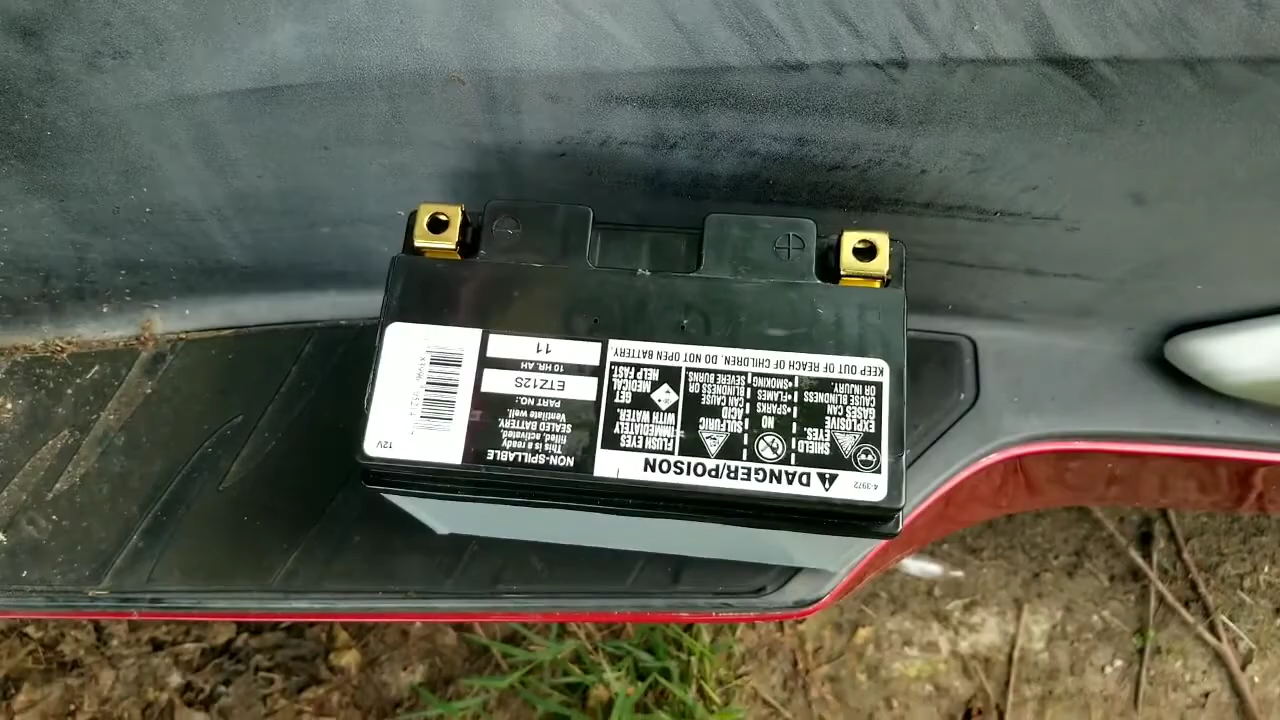 4-3972
DANGER/POISON
SHIELD
EYES.
EXPLOSIVE
GASES CAN
CAUSE BLINDNESS
OR INJURY.
NO
•SPARKS
•FLAMES
•SMOKING
SULFURIC
ACID
CAN CAUSE
BLINDNESS OR
SEVERE BURNS.
FLUSH EYES
IMMEDIATELY
WITH WATER.
GET
MEDICAL
HELP FAST.
KEEP OUT OF REACH OF CHILDREN. DO NOT OPEN BATTERY.
NON-SPILLABLE
This is a ready
filled, activated,
SEALED BATTERY.
Ventilate well.
PART NO.:
ETZ12S
10 HR. AH
11
12V